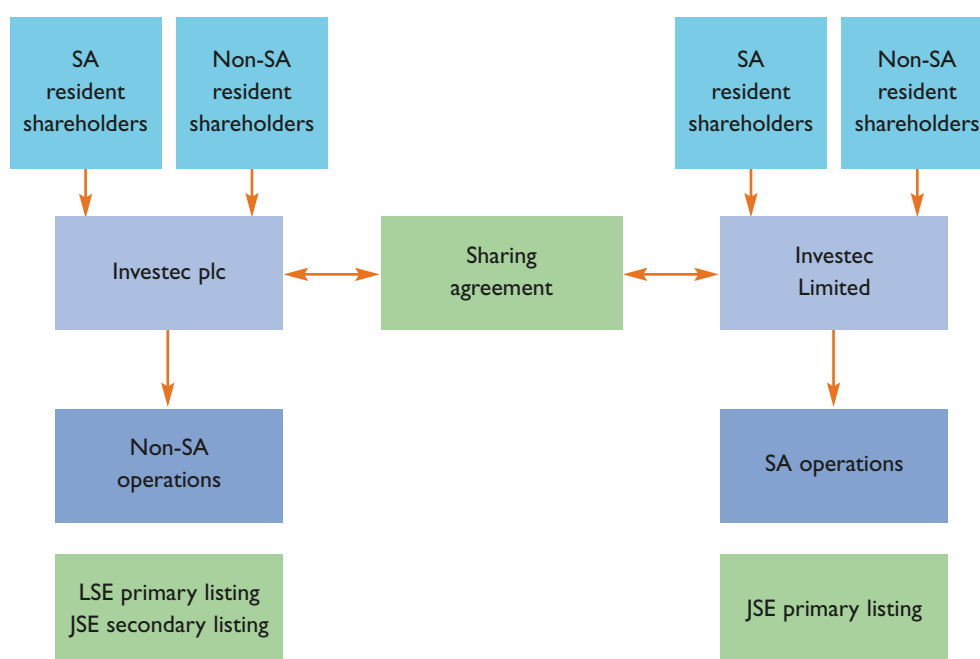 SA
resident
shareholders
Non-SA
resident
shareholders
SA
resident
shareholders
Non-SA
resident
shareholders
Investec plc
Sharing
agreement
Investec
Limited
Non-SA
operations
SA operations
LSE primary listing
JSE secondary listing
JSE primary listing